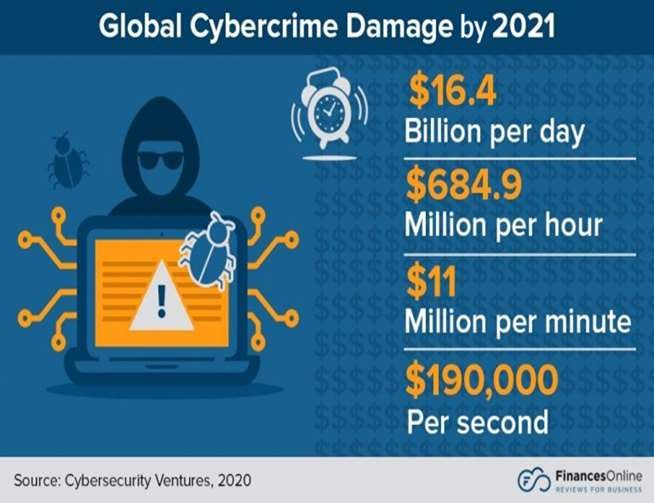 Global Cybercrime Damage by 2021
$16.4
Billion per day
$684.9
Million per hour
$11
Million per minute
$190,000
Per second
!
Source: Cybersecurity Ventures, 2020
FinancesOnline
REVIEWS FOR BUSINESS